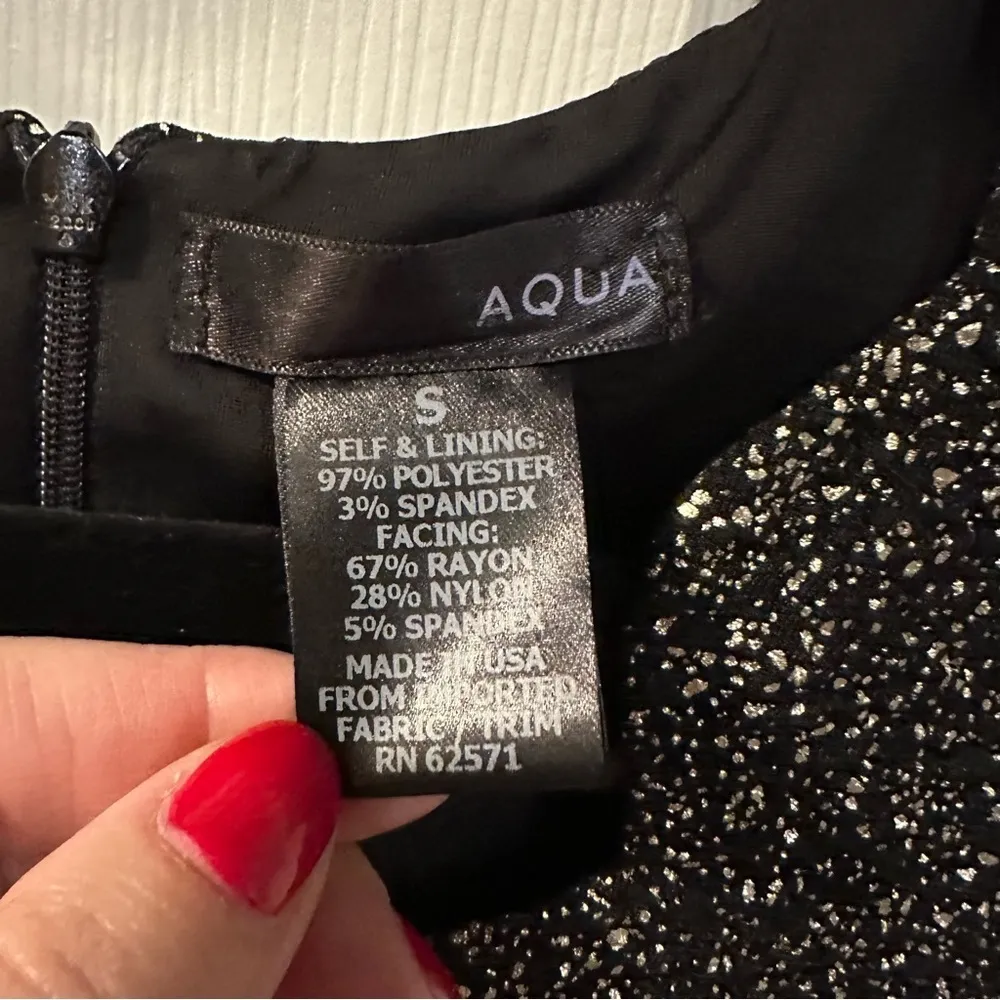 AQUA
S
SELF & LINING:
97% POLYESTER
3% SPANDEX
FACING:
67% RAYON
28% NYLON
5% SPANDEX
MADE IN USA
FROM IMPORTED
FABRIC / TRIM
RN 62571